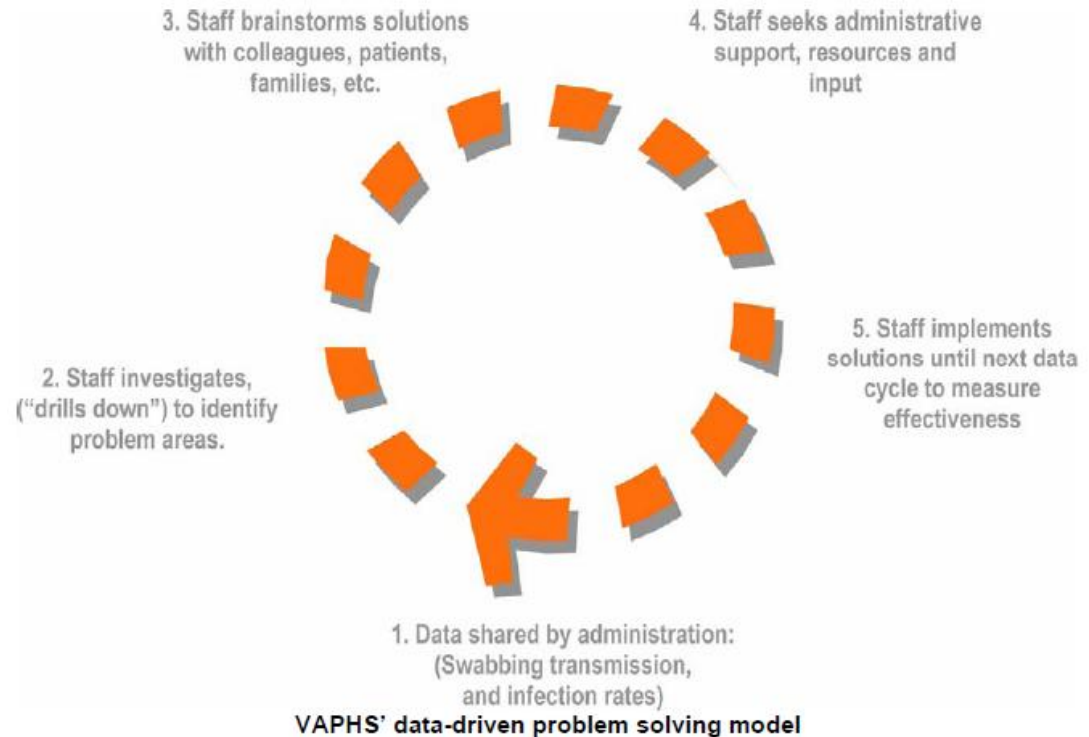 3. Staff brainstorms solutions
with colleagues, patients,
families, etc.
4. Staff seeks administrative
support, resources and
input
2. Staff investigates,
(“drills down”) to identify
problem areas.
5. Staff implements
solutions until next data
cycle to measure
effectiveness
1. Data shared by administration:
(Swabbing transmission,
and infection rates)
VAPHS’ data-driven problem solving model